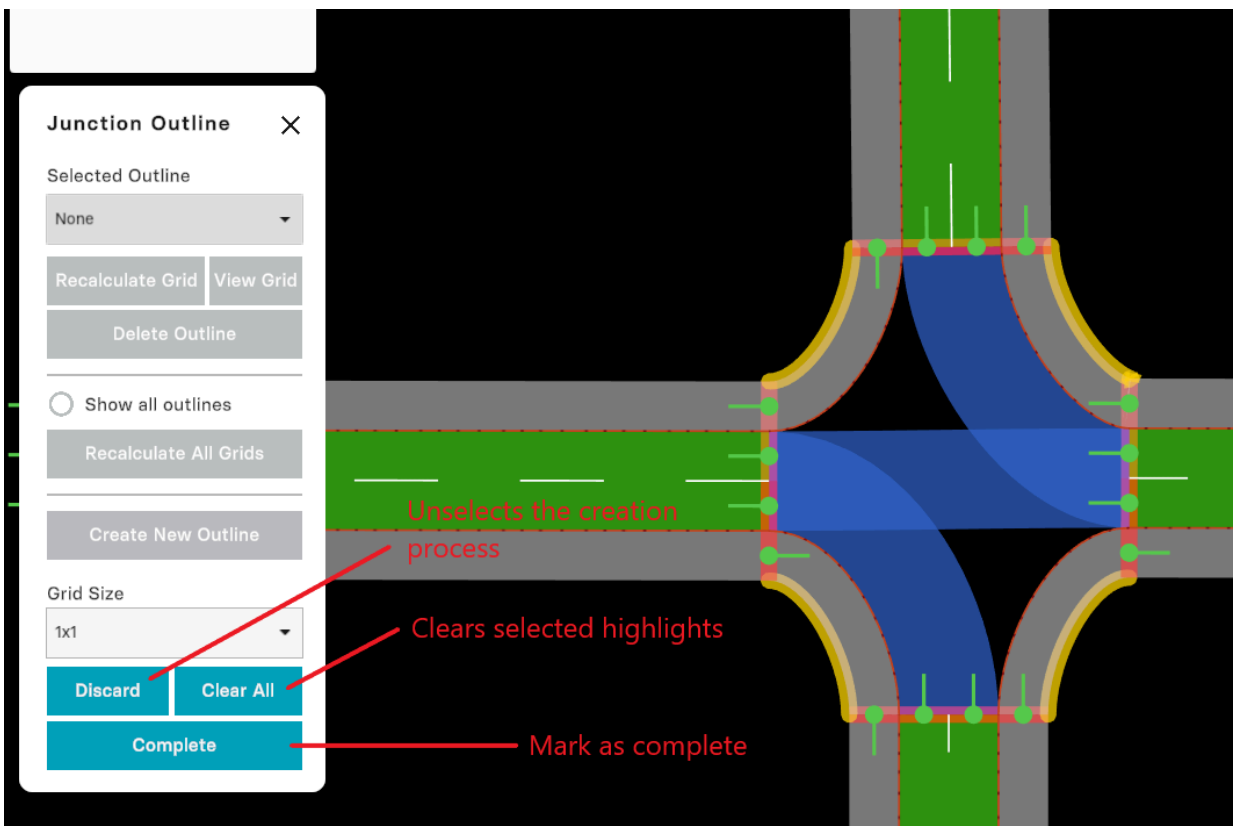 Junction Outline
Selected Outline
None
Recalculate Grid
View Grid
Delete Outline
Show all outlines
Recalculate All Grids
Create New Outline
Grid Size
1x1
Discard
Clear All
Complete
Unselects the creation
process
Clears selected highlights
Mark as complete